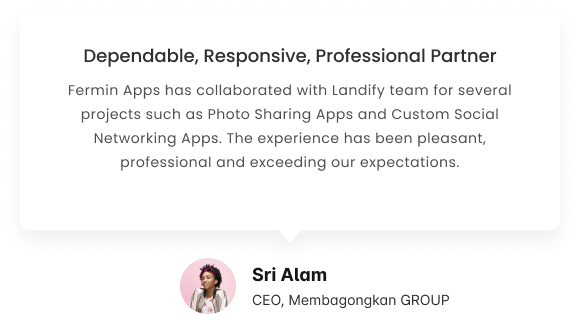 Dependable, Responsive, Professional Partner
Fermin Apps has collaborated with Landify team for several
projects such as Photo Sharing Apps and Custom Social
Networking Apps. The experience has been pleasant,
professional and exceeding our expectations.
Sri Alam
CEO, Membagongkan GROUP